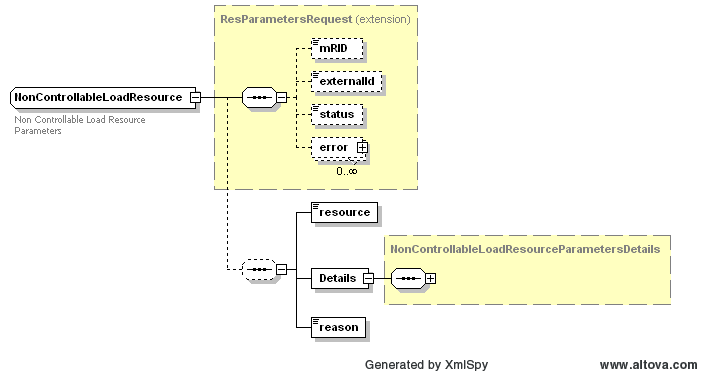 ResParametersRequest (extension)
mRID
externalId
NonControllableLoadResource
Non Controllable Load Resource
Parameters
status
error
0..∞
resource
NonControllableLoadResourceParametersDetails
Details
reason
Generated by XmlSpy
www.altova.com